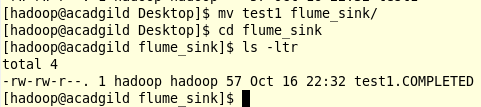 [hadoop@acadgild Desktop]$ mv test1 flume_sink/
[hadoop@acadgild Desktop]$ cd flume_sink
[hadoop@acadgild flume_sink]$ ls -ltr
total 4
-rw-rw-r--. 1 hadoop hadoop 57 Oct 16 22:32 test1.COMPLETED
[hadoop@acadgild flume_sink]$